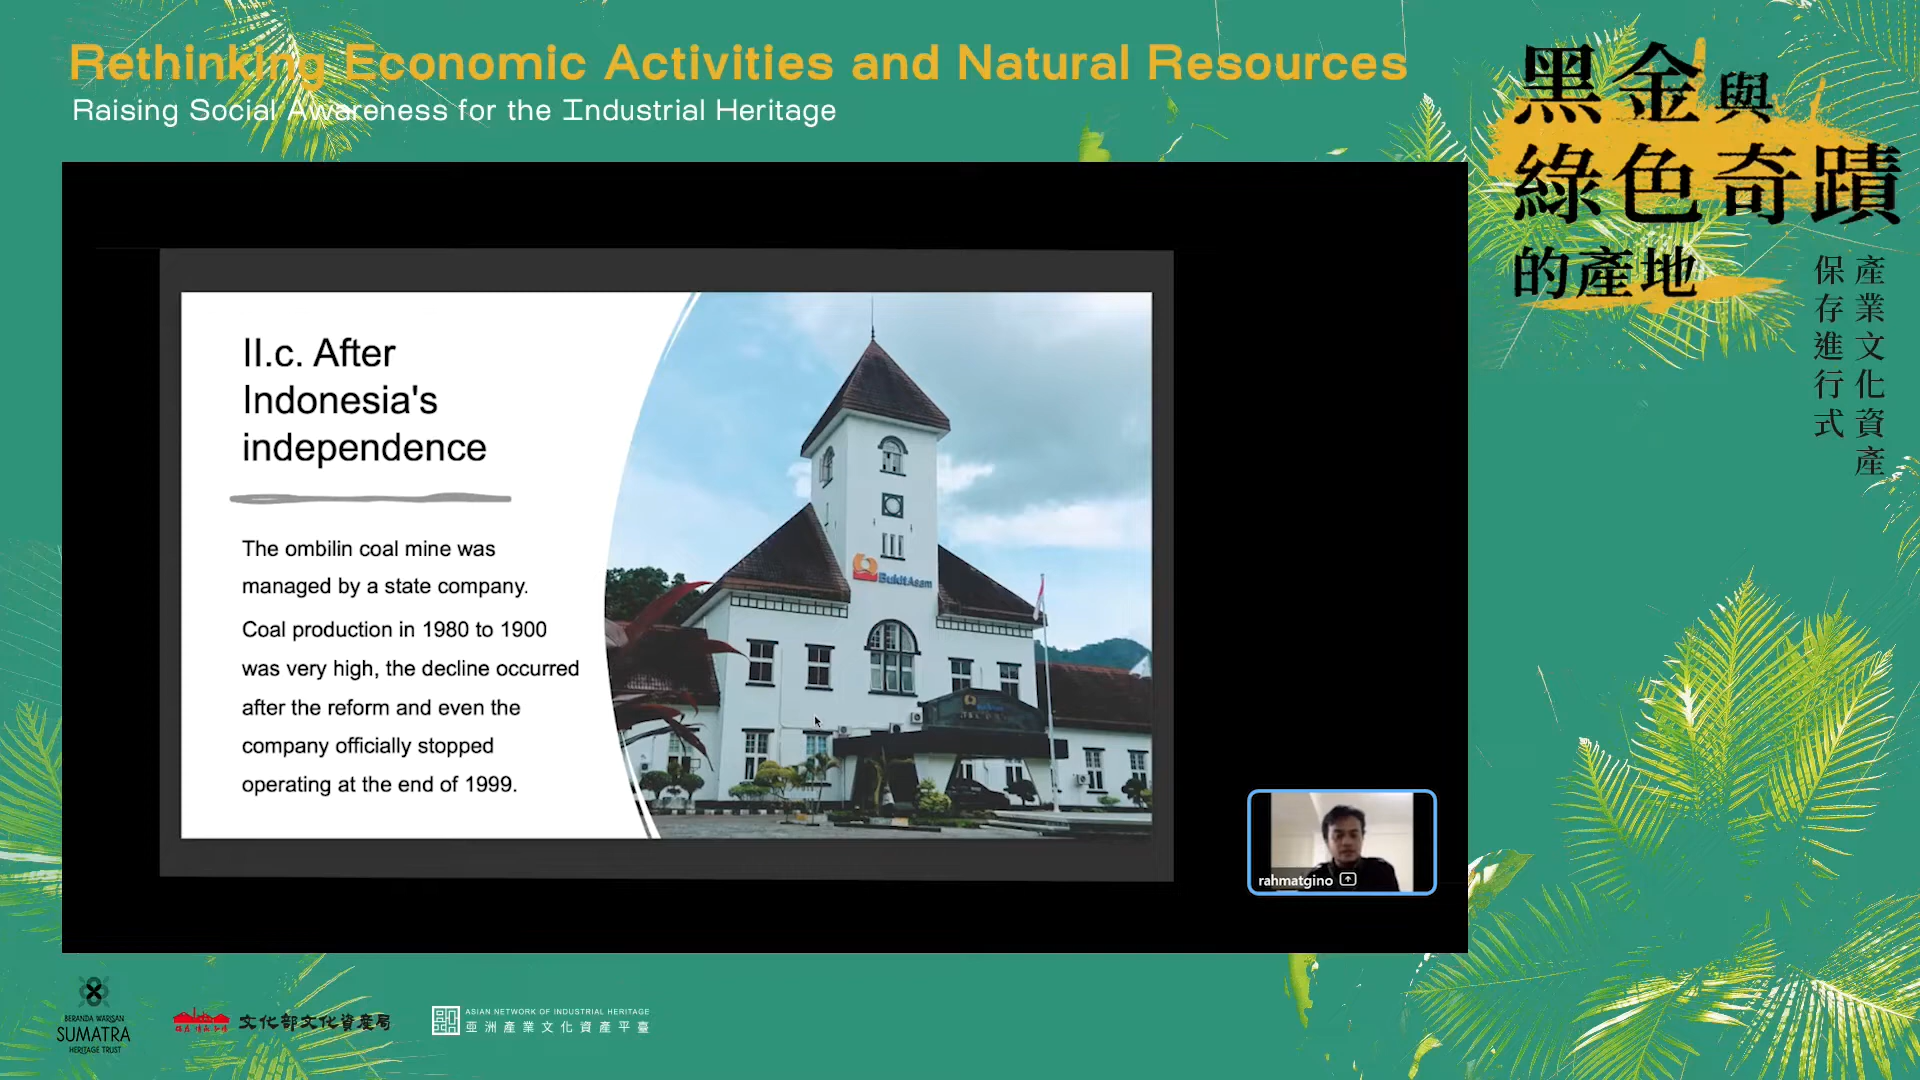 Rethinking Economic Activities and Natural Resources
Raising Social Awareness for the Industrial Heritage
黑金與
綠色奇蹟
的產地
產業文化資產
保存進行式
II.c. After
Indonesia's
independence
The ombilin coal mine was
managed by a state company.
Coal production in 1980 to 1900
was very high, the decline occurred
after the reform and even the
company officially stopped
operating at the end of 1999.
BukitAsam
rahmatgino
BERANDA WARISAN
SUMATRA
HERITAGE TRUST
文化部文化資產局
ASIAN NETWORK OF INDUSTRIAL HERITAGE
亞洲產業文化資產平臺